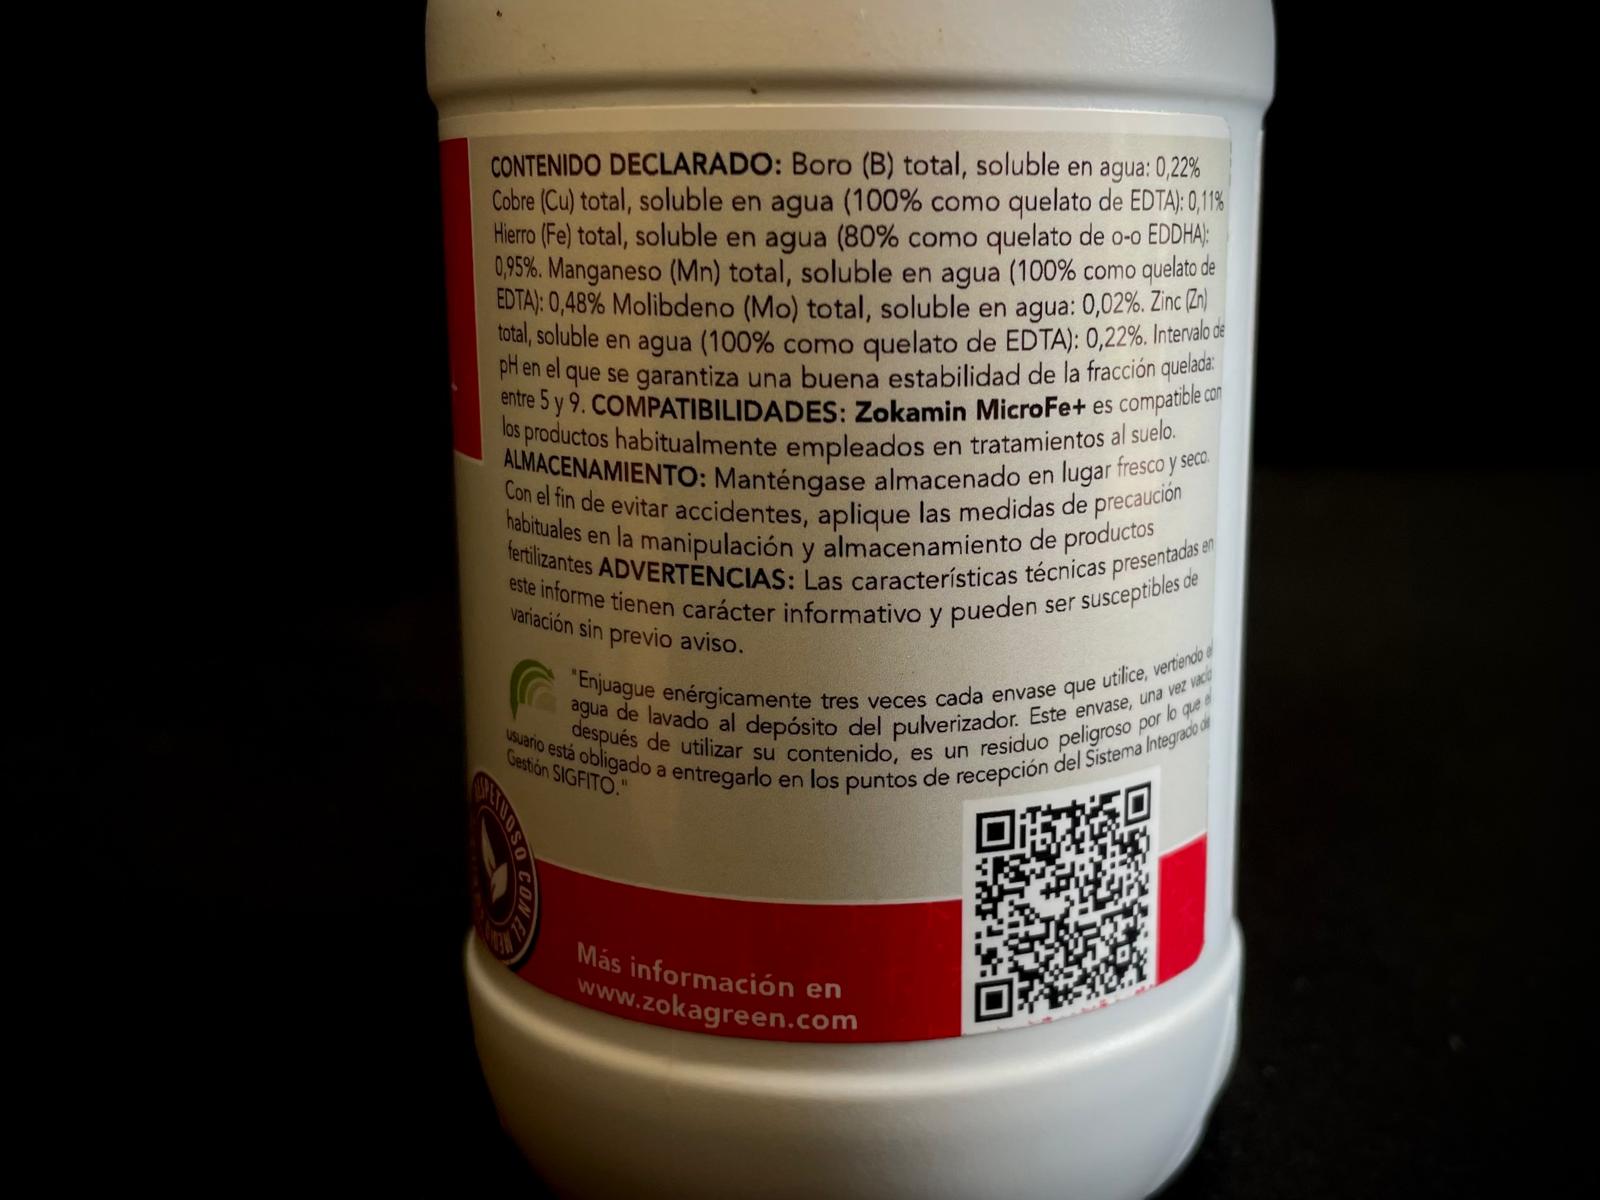 CONTENIDO DECLARADO: Boro (B) total, soluble en agua: 0,22%
Cobre (Cu) total, soluble en agua (100% como quelato de EDTA): 0,11%
Hierro (Fe) total, soluble en agua (80% como quelato de o-o EDDHA):
0,95%. Manganeso (Mn) total, soluble en agua (100% como quelato de
EDTA): 0,48% Molibdeno (Mo) total, soluble en agua: 0,02%. Zinc (Zn)
total, soluble en agua (100% como quelato de EDTA): 0,22%. Intervalo de
pH en el que se garantiza una buena estabilidad de la fracción quelada:
entre 5 y 9. COMPATIBILIDADES: Zokamin MicroFe+ es compatible con
los productos habitualmente empleados en tratamientos al suelo.
ALMACENAMIENTO: Manténgase almacenado en lugar fresco y seco.
Con el fin de evitar accidentes, aplique las medidas de precaución
habituales en la manipulación y almacenamiento de productos
fertilizantes ADVERTENCIAS: Las características técnicas presentadas en
este informe tienen carácter informativo y pueden ser susceptibles de
variación sin previo aviso.
"Enjuague enérgicamente tres veces cada envase que utilice, vertiendo el
agua de lavado al depósito del pulverizador. Este envase, una vez vacío
después de utilizar su contenido, es un residuo peligroso por lo que el
usuario está obligado a entregarlo en los puntos de recepción del Sistema Integrado de
Gestión SIGFITO."
CON EL
Más información en
www.zokagreen.com